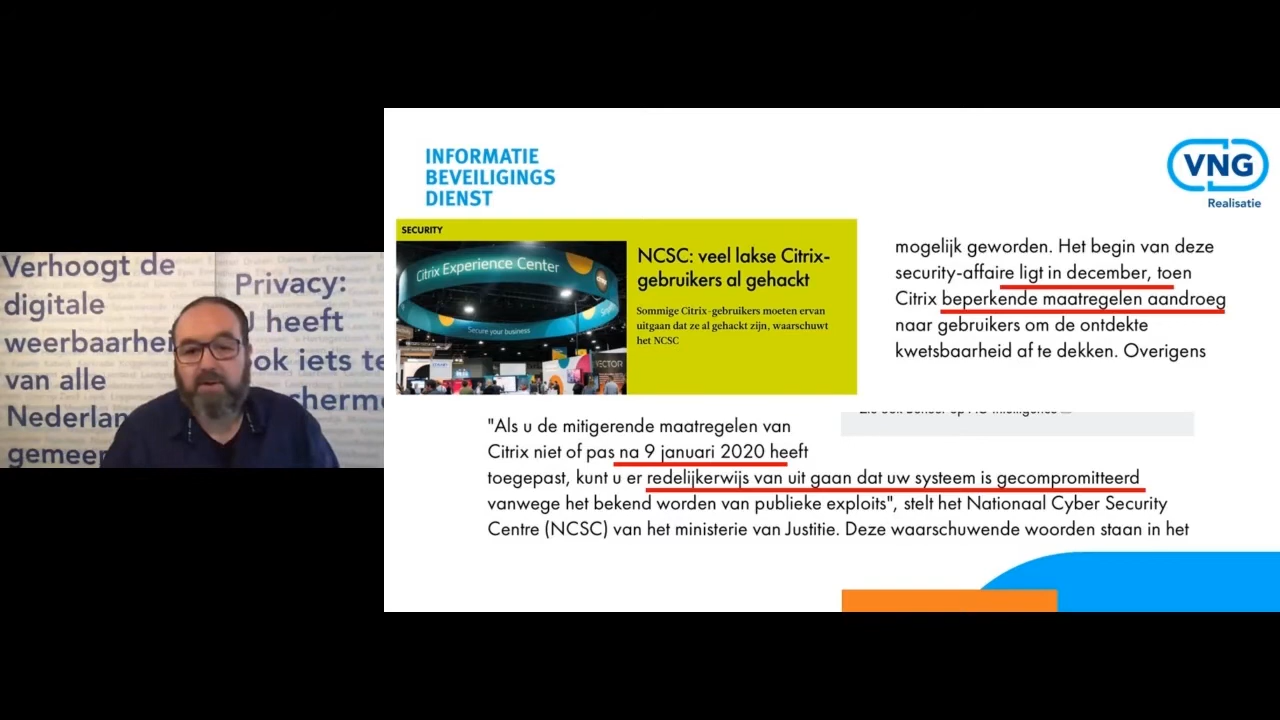 Verhoogt de
digitale
weerbaarhei
van alle
Nederlan
gemeer
Privacy:
U heeft
ook iets te
scherme
INFORMATIE
BEVEILIGINGS
DIENST
VNG
Realisatie
SECURITY
Citrix Experience Center
Secure your business
VECTOR
NCSC: veel lakse Citrix-
gebruikers al gehackt
Sommige Citrix-gebruikers moeten ervan
uitgaan dat ze al gehackt zijn, waarschuwt
het NCSC
mogelijk geworden. Het begin van deze
security-affaire ligt in december, toen
Citrix beperkende maatregelen aandroeg
naar gebruikers om de ontdekte
kwetsbaarheid af te dekken. Overigens
"Als u de mitigerende maatregelen van
Citrix niet of pas na 9 januari 2020 heeft
toegepast, kunt u er redelijkerwijs van uit gaan dat uw systeem is gecompromitteerd
vanwege het bekend worden van publieke exploits", stelt het Nationaal Cyber Security
Centre (NCSC) van het ministerie van Justitie. Deze waarschuwende woorden staan in het